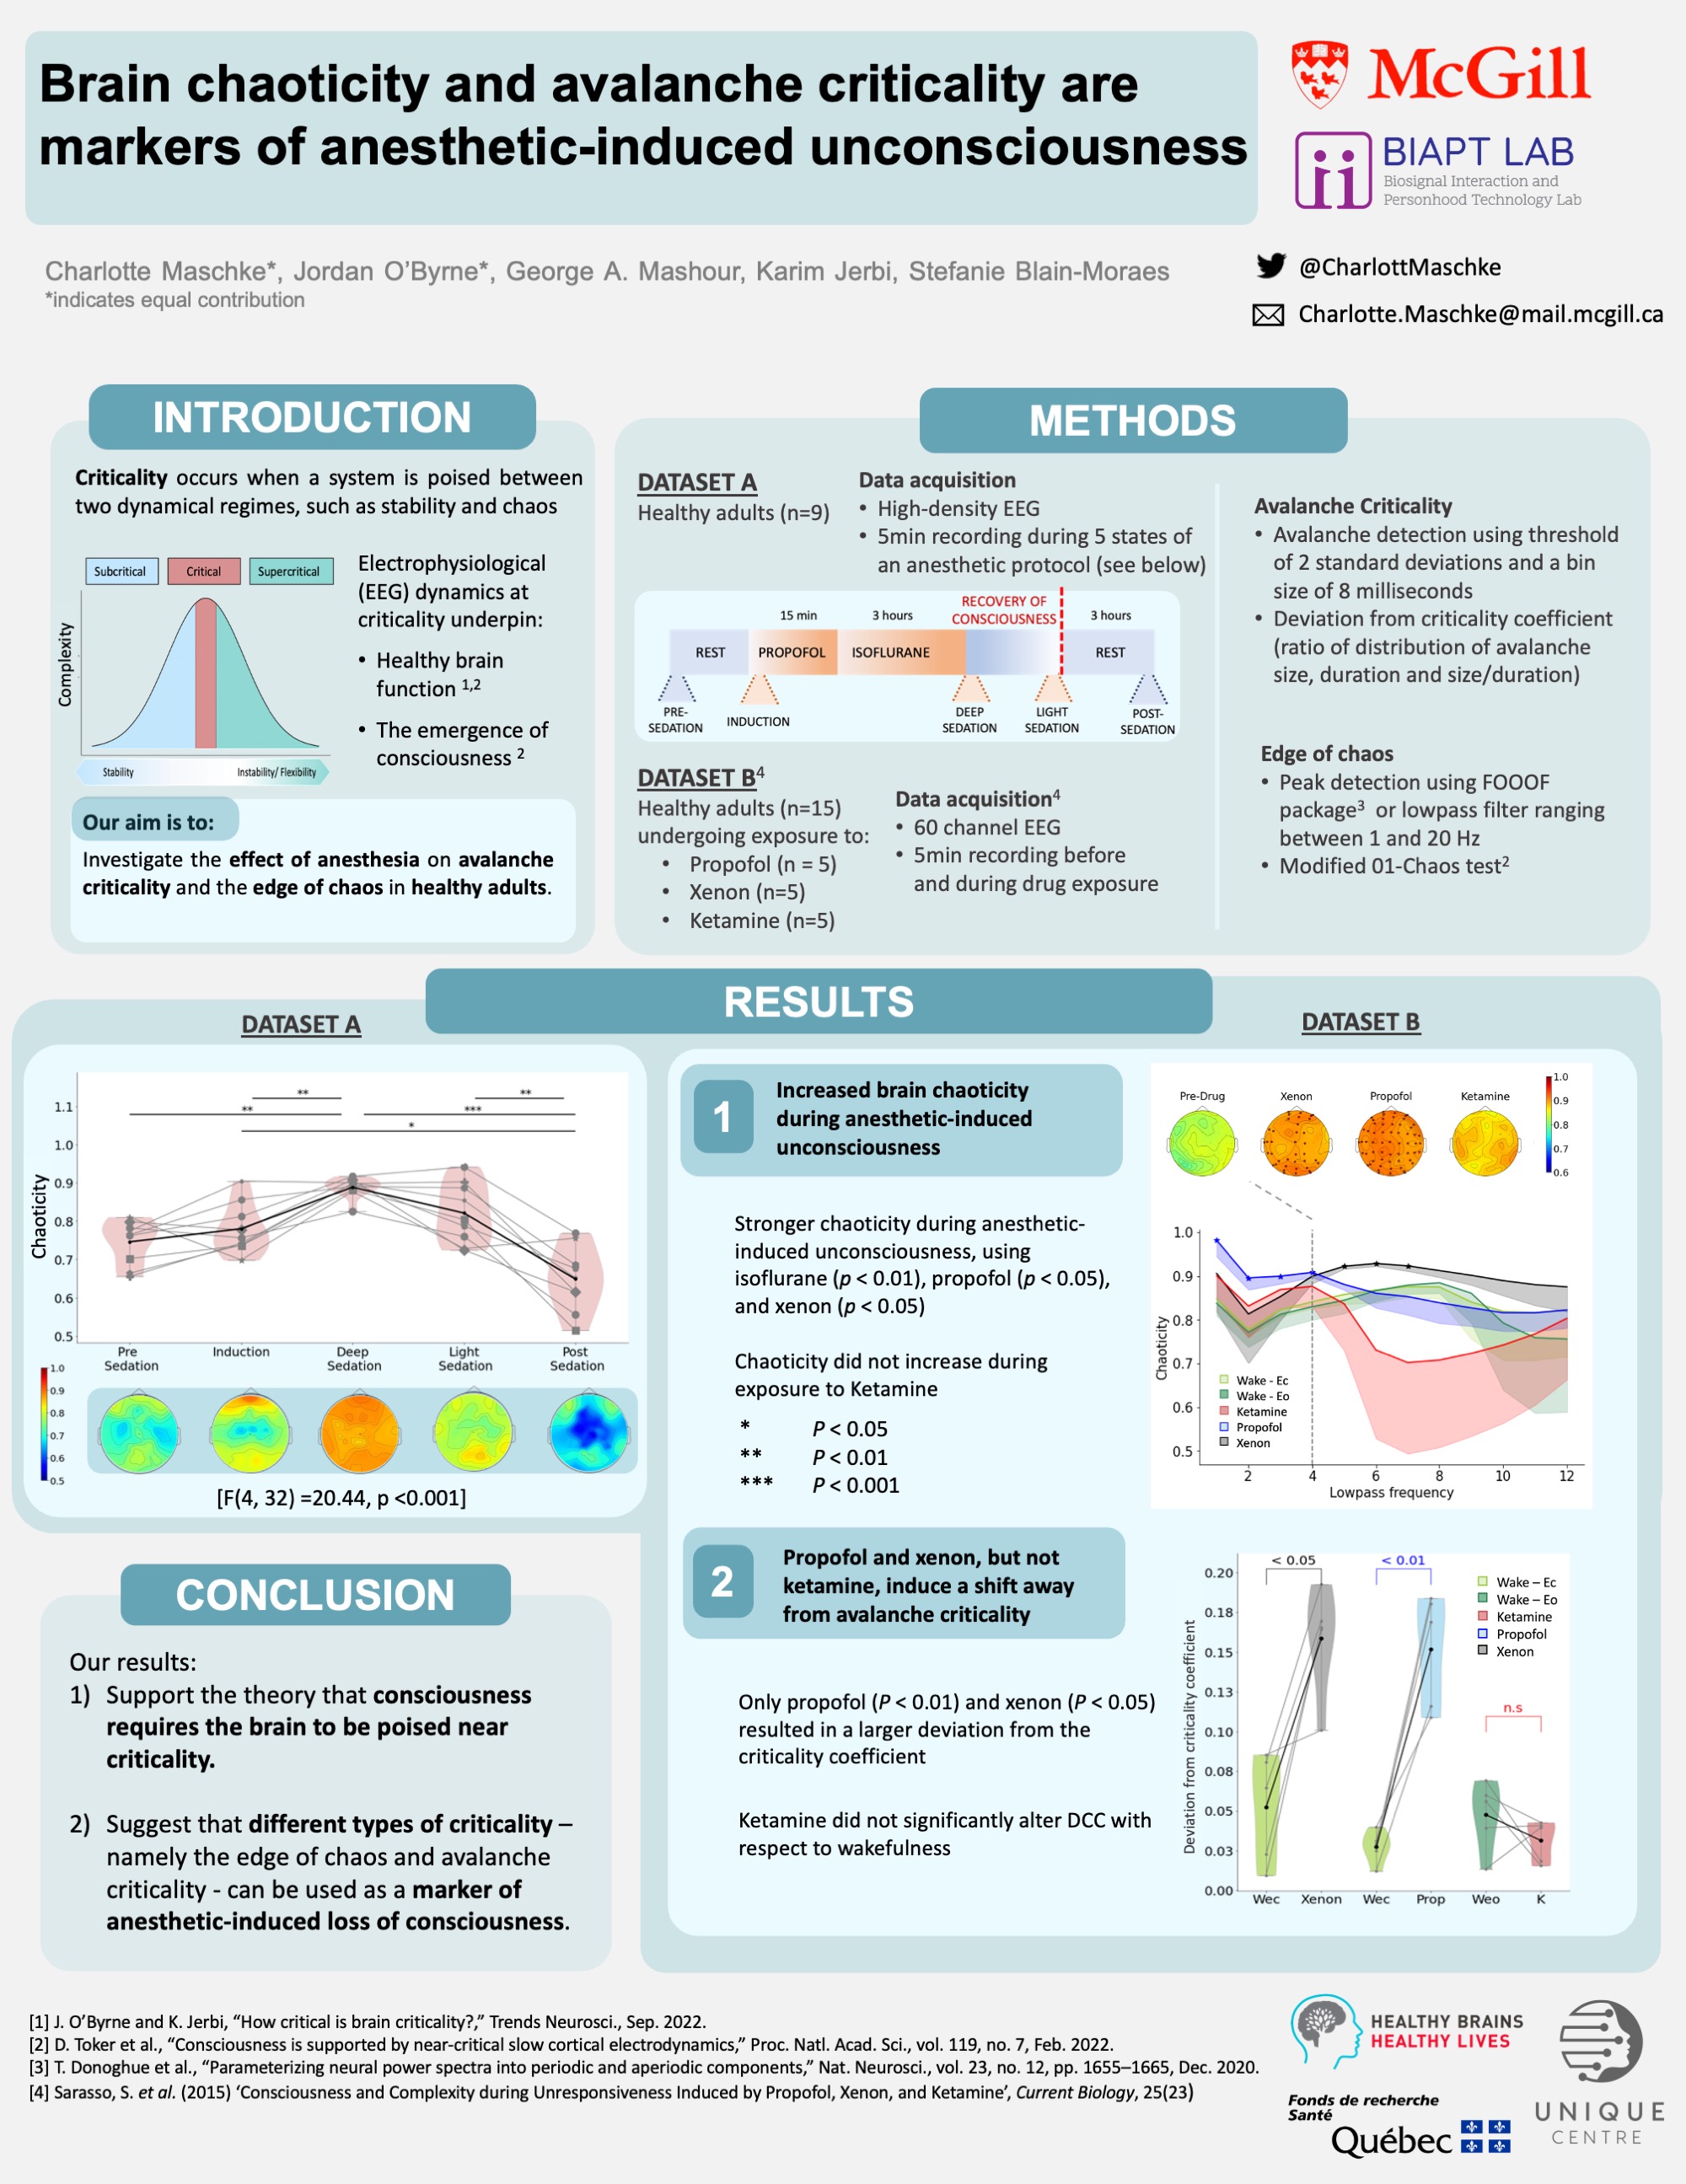 Brain chaoticity and avalanche criticality are
markers of anesthetic-induced unconsciousness
McGill
BIAPT LAB
Biosignal Interaction and
Personhood Technology Lab
Charlotte Maschke*, Jordan O'Byrne*, George A. Mashour, Karim Jerbi, Stefanie Blain-Moraes
*indicates equal contribution
@CharlottMaschke
Charlotte.Maschke@mail.mcgill.ca
INTRODUCTION
Criticality occurs when a system is poised between
two dynamical regimes, such as stability and chaos
Subcritical
Critical
Supercritical
Complexity
Stability
Instability/ Flexibility
Electrophysiological
(EEG) dynamics at
criticality underpin:
• Healthy brain
function 1,2
• The emergence of
consciousness 2
Our aim is to:
Investigate the effect of anesthesia on avalanche
criticality and the edge of chaos in healthy adults.
METHODS
DATASET A
Healthy adults (n=9)
Data acquisition
• High-density EEG
• 5min recording during 5 states of
an anesthetic protocol (see below)
15 min
3 hours
RECOVERY OF
CONSCIOUSNESS
3 hours
REST
PROPOFOL
ISOFLURANE
REST
PRE-
SEDATION
INDUCTION
DEEP
SEDATION
LIGHT
SEDATION
POST-
SEDATION
DATASET B4
Healthy adults (n=15)
undergoing exposure to:
• Propofol (n = 5)
• Xenon (n=5)
• Ketamine (n=5)
Data acquisition4
• 60 channel EEG
• 5min recording before
and during drug exposure
Avalanche Criticality
• Avalanche detection using threshold
of 2 standard deviations and a bin
size of 8 milliseconds
• Deviation from criticality coefficient
(ratio of distribution of avalanche
size, duration and size/duration)
Edge of chaos
• Peak detection using FOOOF
package3 or lowpass filter ranging
between 1 and 20 Hz
• Modified 01-Chaos test2
RESULTS
DATASET A
** **
** ***
*
1.1
1.0
0.9
0.8
0.7
0.6
0.5
Chaoticity
Pre
Sedation
Induction
Deep
Sedation
Light
Sedation
Post
Sedation
1.0
0.9
0.8
0.7
0.6
0.5
[F(4, 32) =20.44, p <0.001]
1
Increased brain chaoticity
during anesthetic-induced
unconsciousness
Stronger chaoticity during anesthetic-
induced unconsciousness, using
isoflurane (p < 0.01), propofol (p < 0.05),
and xenon (p < 0.05)
Chaoticity did not increase during
exposure to Ketamine
* P < 0.05
** P < 0.01
*** P < 0.001
DATASET B
Pre-Drug
Xenon
Propofol
Ketamine
1.0
0.9
0.8
0.7
0.6
1.0
0.9
0.8
0.7
0.6
0.5
Chaoticity
Wake - Ec
Wake - Eo
Ketamine
Propofol
Xenon
2 4 6 8 10 12
Lowpass frequency
2
Propofol and xenon, but not
ketamine, induce a shift away
from avalanche criticality
Only propofol (P < 0.01) and xenon (P < 0.05)
resulted in a larger deviation from the
criticality coefficient
Ketamine did not significantly alter DCC with
respect to wakefulness
< 0.05
< 0.01
n.s
Wake – Ec
Wake – Eo
Ketamine
Propofol
Xenon
0.20
0.18
0.15
0.13
0.10
0.08
0.05
0.03
0.00
Deviation from criticality coefficient
Wec Xenon Wec Prop Weo K
CONCLUSION
Our results:
1) Support the theory that consciousness
requires the brain to be poised near
criticality.
2) Suggest that different types of criticality –
namely the edge of chaos and avalanche
criticality - can be used as a marker of
anesthetic-induced loss of consciousness.
[1] J. O'Byrne and K. Jerbi, “How critical is brain criticality?,” Trends Neurosci., Sep. 2022.
[2] D. Toker et al., “Consciousness is supported by near-critical slow cortical electrodynamics,” Proc. Natl. Acad. Sci., vol. 119, no. 7, Feb. 2022.
[3] T. Donoghue et al., “Parameterizing neural power spectra into periodic and aperiodic components,” Nat. Neurosci., vol. 23, no. 12, pp. 1655–1665, Dec. 2020.
[4] Sarasso, S. et al. (2015) ‘Consciousness and Complexity during Unresponsiveness Induced by Propofol, Xenon, and Ketamine’, Current Biology, 25(23)
HEALTHY BRAINS
HEALTHY LIVES
Fonds de recherche
Santé
Québec
UNIQUE
CENTRE